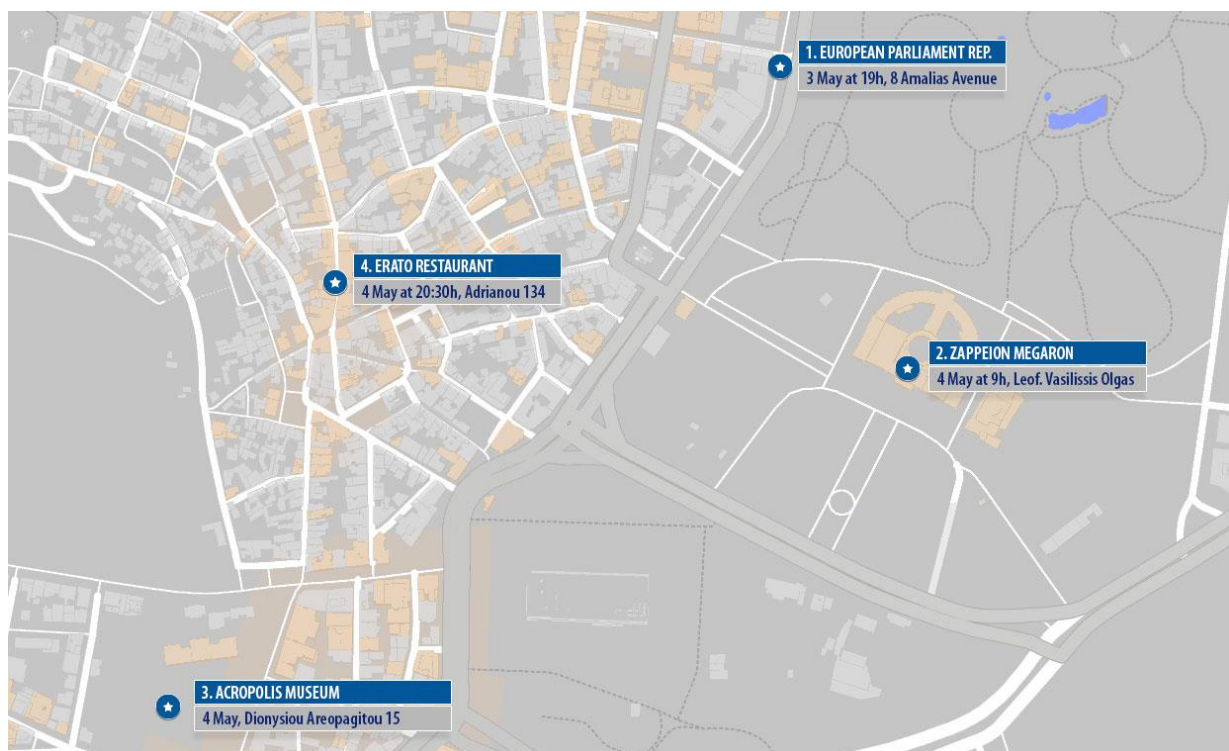 1. EUROPEAN PARLIAMENT REP.
3 May at 19h, 8 Amalias Avenue
4. ERATO RESTAURANT
4 May at 20:30h, Adrianou 134
2. ZAPPEION MEGARON
4 May at 9h, Leof. Vasilissis Olgas
3. ACROPOLIS MUSEUM
4 May, Dionysiou Areopagitou 15